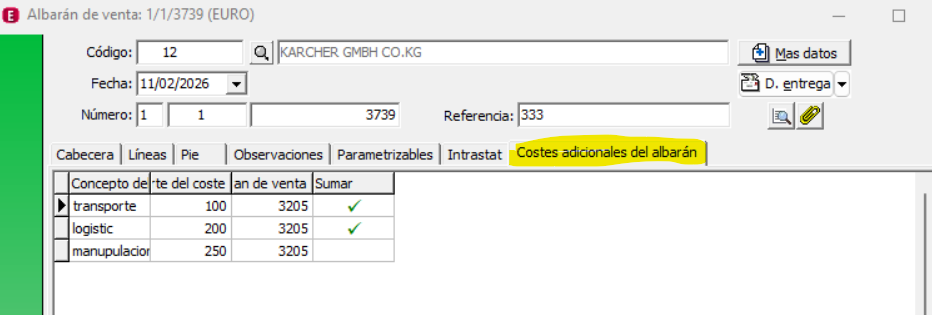 E Albarán de venta: 1/1/3739 (EURO)
Código: 12 KARCHER GMBH CO.KG Mas datos
Fecha: 11/02/2026 D. entrega
Número: 1 1 3739 Referencia: 333
Cabecera Líneas Pie Observaciones Parametrizables Intrastat Costes adicionales del albarán
Concepto de rte del coste an de venta Sumar
transporte 100 3205
logistic 200 3205
manupulacion 250 3205